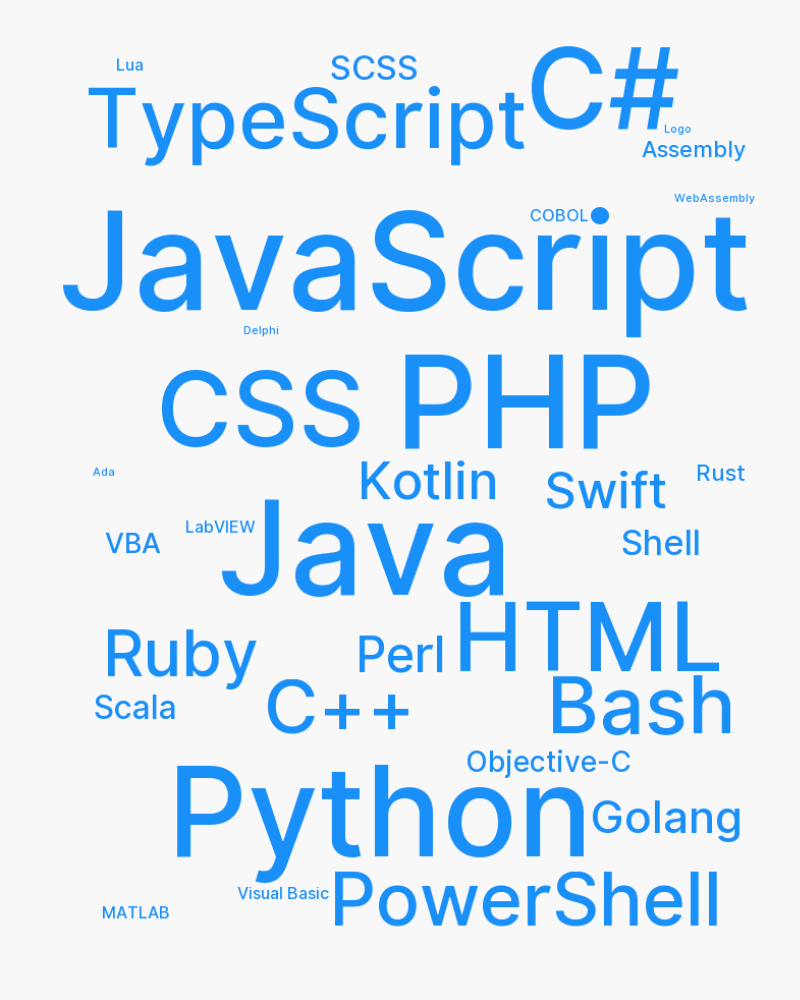 Lua
SCSS
C#
TypeScript
Logo
Assembly
WebAssembly
COBOL
JavaScript
Delphi
CSS
PHP
Ada
Kotlin
Swift
Rust
LabVIEW
VBA
Java
Shell
HTML
Ruby
Perl
Scala
C++
Bash
Objective-C
Python
Golang
Visual Basic
PowerShell
MATLAB